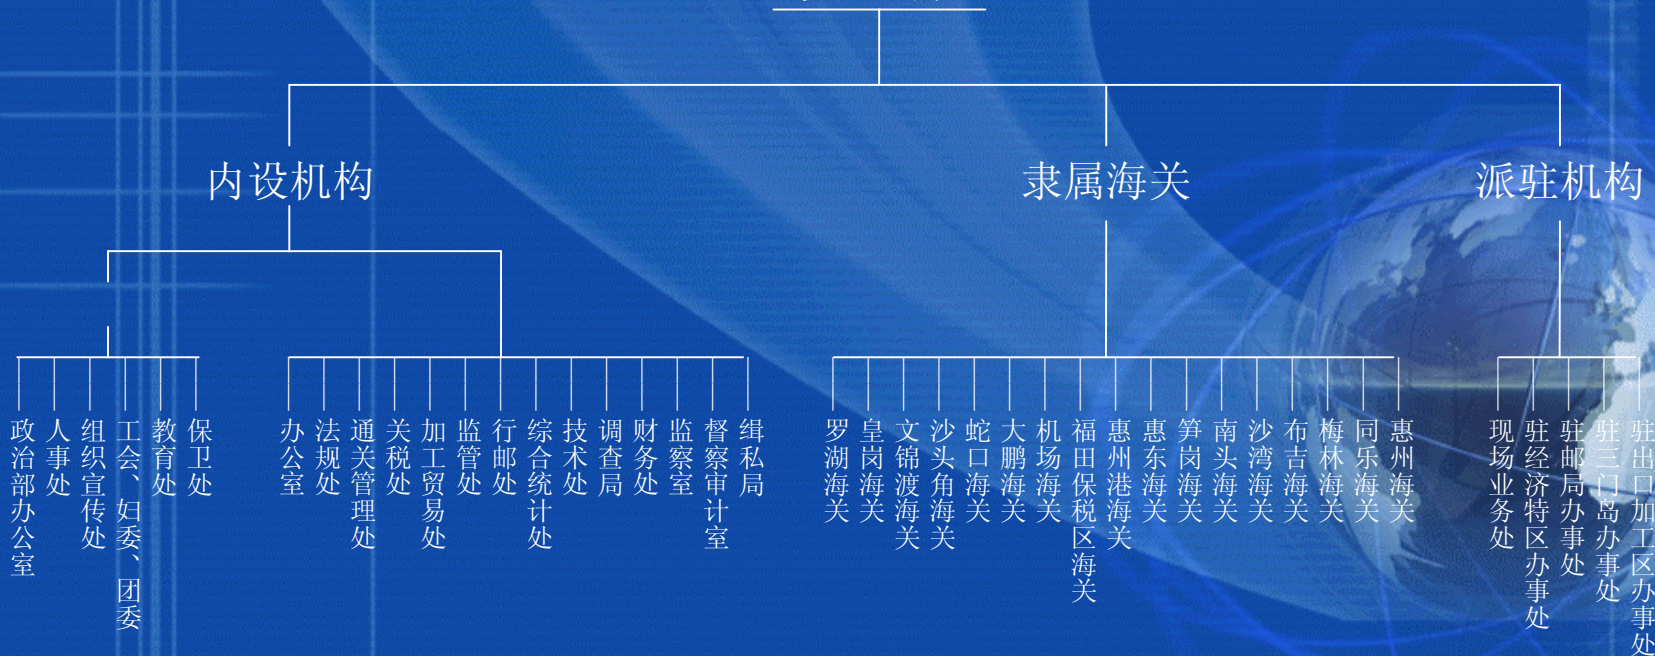 内设机构
隶属海关
派驻机构
政治部办公室
人事处
组织宣传处
工会、妇委、团委
教育处
保卫处
办公室
法规处
通关管理处
关税处
加工贸易处
监管处
行邮处
综合统计处
技术处
调查局
财务处
监察室
督察审计室
缉私局
罗湖海关
皇岗海关
文锦渡海关
沙头角海关
蛇口海关
大鹏海关
机场海关
福田保税区海关
惠州港海关
惠东海关
笋岗海关
南头海关
沙湾海关
布吉海关
梅林海关
同乐海关
惠州海关
现场业务处
驻经济特区办事处
驻邮局办事处
驻三门岛办事处
驻出口加工区办事处